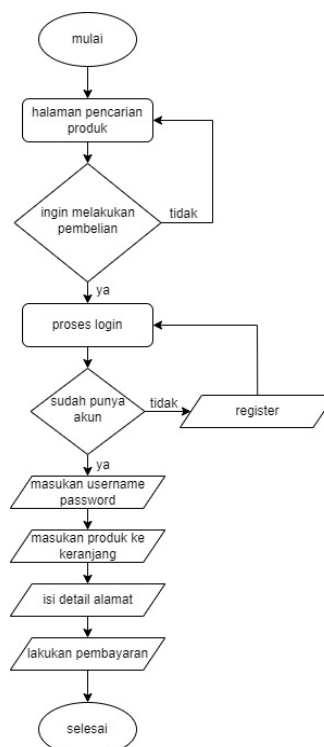 mulai
halaman pencarian
produk
ingin melakukan
pembelian
tidak
ya
proses login
sudah punya
akun
tidak
register
ya
masukan username
password
masukan produk ke
keranjang
isi detail alamat
lakukan pembayaran
selesai